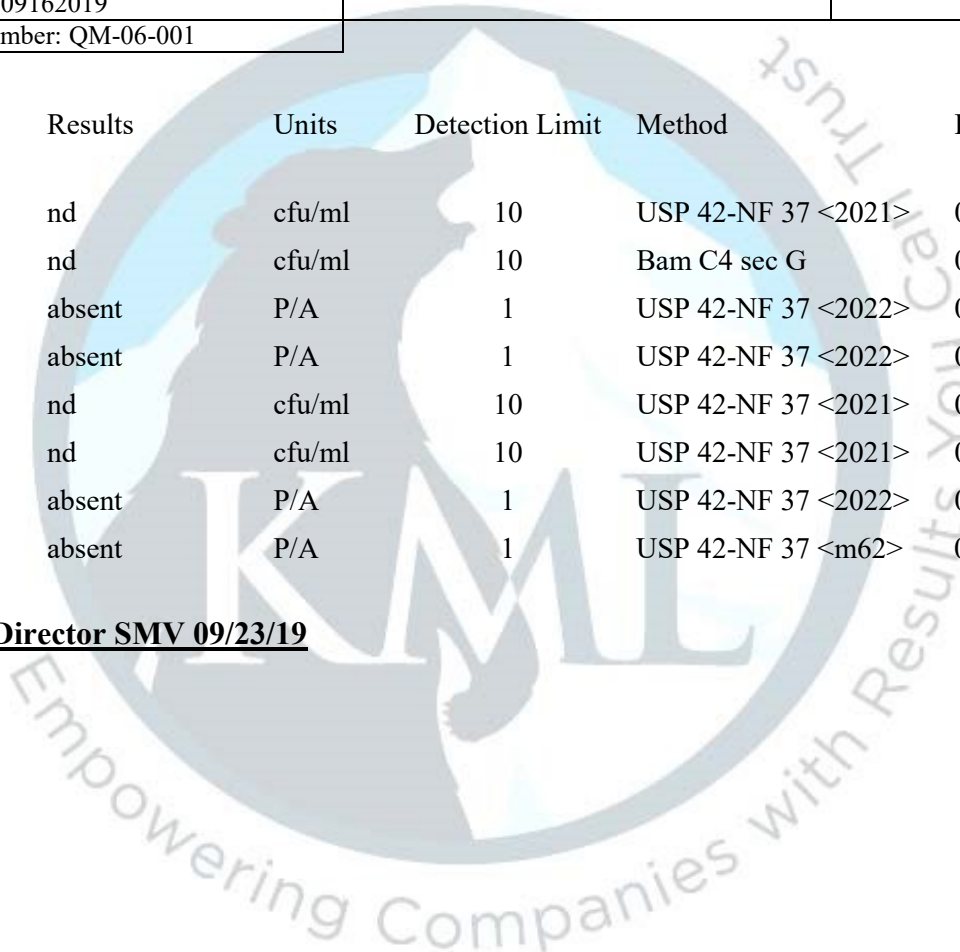 09162019
mber: QM-06-001
Results Units Detection Limit Method
nd cfu/ml 10 USP 42-NF 37 <2021>
nd cfu/ml 10 Bam C4 sec G
absent P/A 1 USP 42-NF 37 <2022>
absent P/A 1 USP 42-NF 37 <2022>
nd cfu/ml 10 USP 42-NF 37 <2021>
nd cfu/ml 10 USP 42-NF 37 <2021>
absent P/A 1 USP 42-NF 37 <2022>
absent P/A 1 USP 42-NF 37 <m62>
Director SMV 09/23/19
KML
Empowering Companies with Results You Can Trust